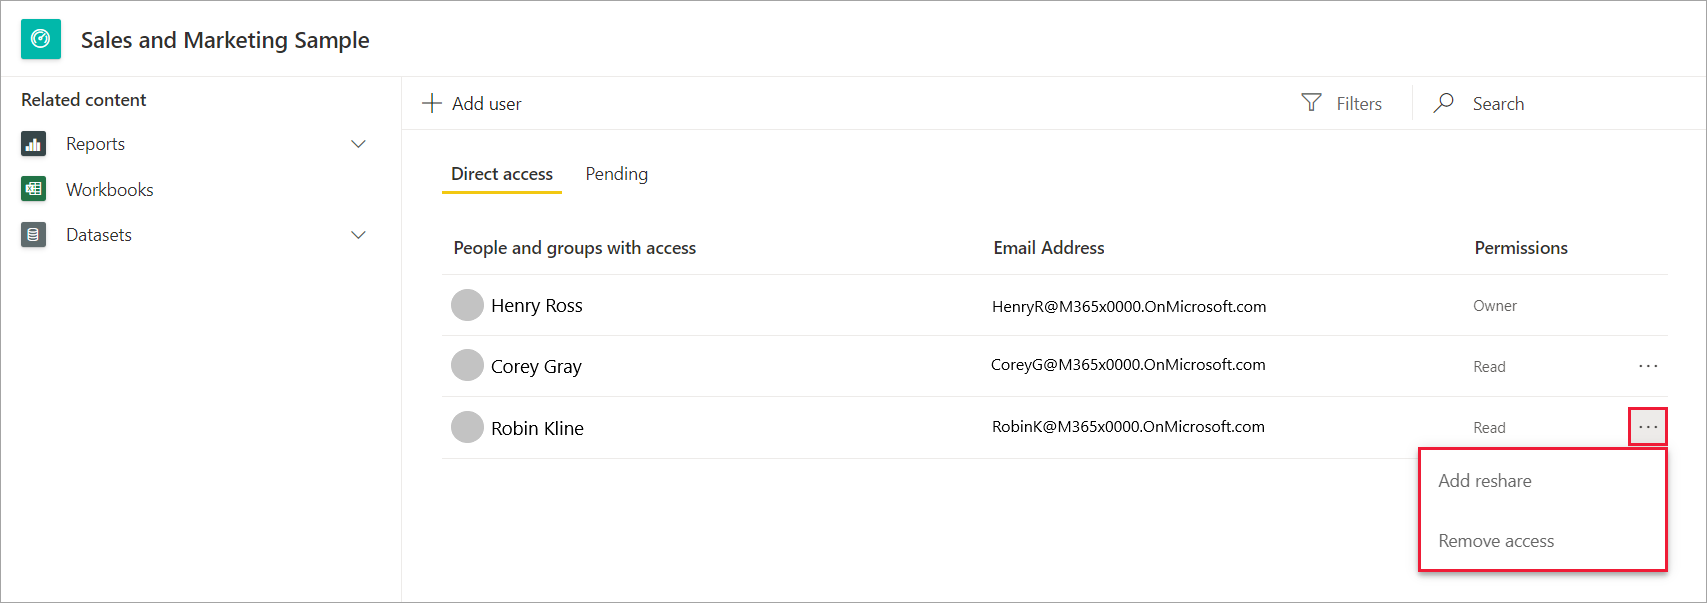 Sales and Marketing Sample
Related content
Reports
Workbooks
Datasets
Add user
Filters
Search
Direct access
Pending
People and groups with access
Email Address
Permissions
Henry Ross
HenryR@M365x0000.OnMicrosoft.com
Owner
Corey Gray
CoreyG@M365x0000.OnMicrosoft.com
Read
Robin Kline
RobinK@M365x0000.OnMicrosoft.com
Read
Add reshare
Remove access